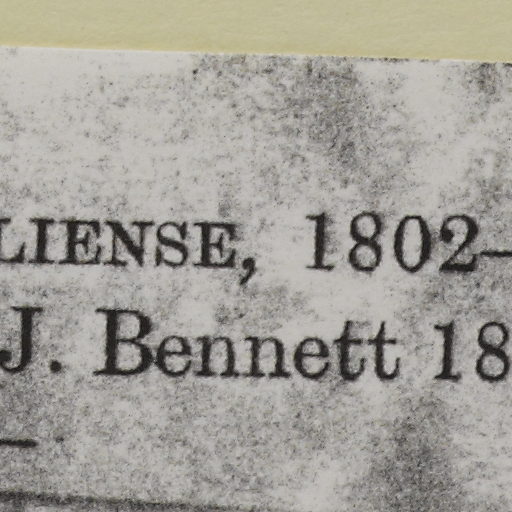 LIENSE, 1802–
J. Bennett 18
—